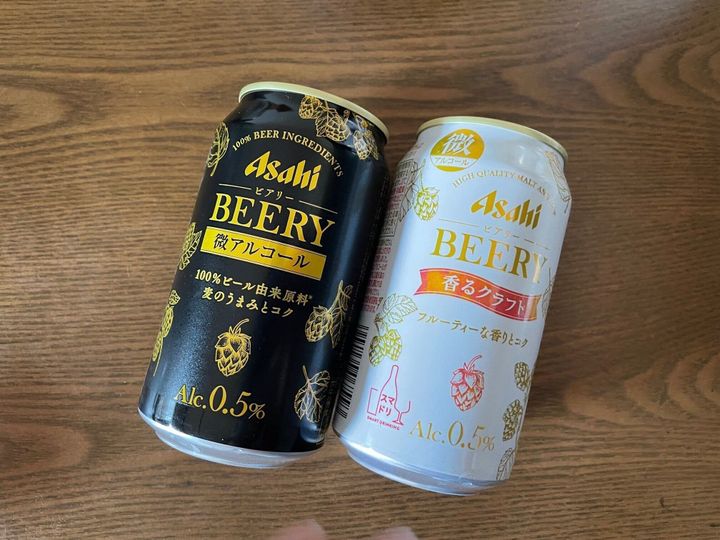 100% BEER INGREDIENTS
Asahi
ビアリー
BEERY
微アルコール
100%ビール由来原料*
麦のうまみとコク
Alc.0.5%
微
アルコール
HIGH QUALITY MALT AN
Asahi
ビアリー
BEERY
香るクラフト
フルーティーな香りとコク
スマ
ドリ
SMART DRINKING
Alc.0.5%